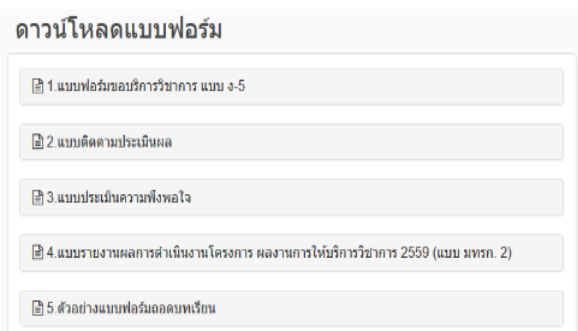 ดาวน์โหลดแบบฟอร์ม
1.แบบฟอร์มขอบริการวิชาการ แบบ ง-5
2.แบบติดตามประเมินผล
3.แบบประเมินความพึงพอใจ
4.แบบรายงานผลการดำเนินงานโครงการ ผลงานการให้บริการวิชาการ 2559 (แบบ มทรก. 2)
5.ตัวอย่างแบบฟอร์มถอดบทเรียน